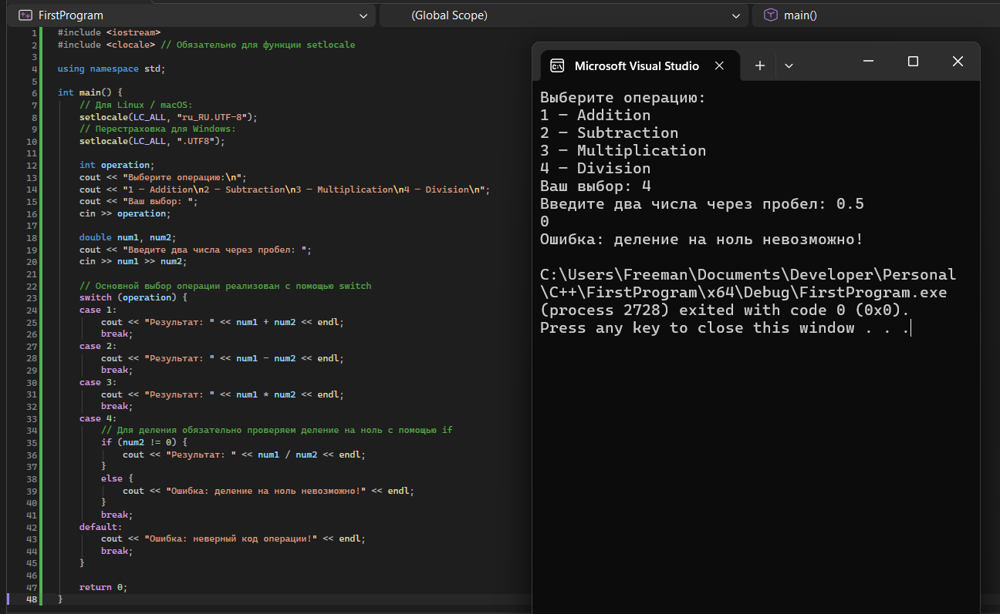 FirstProgram
(Global Scope)
main()
1 #include <iostream>
2 #include <clocale> // Обязательно для функции setlocale
3
4 using namespace std;
5
6 int main() {
7 // Для Linux / macOS:
8 setlocale(LC_ALL, "ru_RU.UTF-8");
9 // Перестраховка для Windows:
10 setlocale(LC_ALL, ".UTF8");
11
12 int operation;
13 cout << "Выберите операцию:\n";
14 cout << "1 — Addition\n2 — Subtraction\n3 — Multiplication\n4 — Division\n";
15 cout << "Ваш выбор: ";
16 cin >> operation;
17
18 double num1, num2;
19 cout << "Введите два числа через пробел: ";
20 cin >> num1 >> num2;
21
22 // Основной выбор операции реализован с помощью switch
23 switch (operation) {
24 case 1:
25 cout << "Результат: " << num1 + num2 << endl;
26 break;
27 case 2:
28 cout << "Результат: " << num1 - num2 << endl;
29 break;
30 case 3:
31 cout << "Результат: " << num1 * num2 << endl;
32 break;
33 case 4:
34 // Для деления обязательно проверяем деление на ноль с помощью if
35 if (num2 != 0) {
36 cout << "Результат: " << num1 / num2 << endl;
37 }
38 else {
39 cout << "Ошибка: деление на ноль невозможно!" << endl;
40 }
41 break;
42 default:
43 cout << "Ошибка: неверный код операции!" << endl;
44 break;
45 }
46
47 return 0;
48 }
Microsoft Visual Studio
Выберите операцию:
1 — Addition
2 — Subtraction
3 — Multiplication
4 — Division
Ваш выбор: 4
Введите два числа через пробел: 0.5
0
Ошибка: деление на ноль невозможно!
C:\Users\Freeman\Documents\Developer\Personal
\C++\FirstProgram\x64\Debug\FirstProgram.exe
(process 2728) exited with code 0 (0x0).
Press any key to close this window . . .